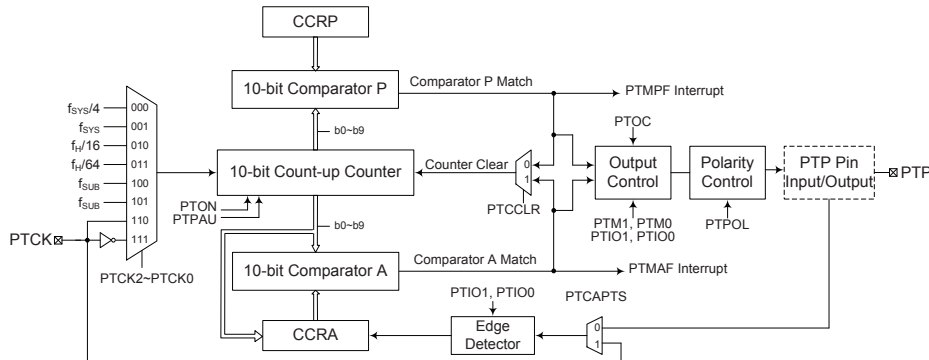 CCRP
10-bit Comparator P
Comparator P Match
PTMPF Interrupt
b0~b9
fSYS/4
000
fSYS
001
fH/16
010
fH/64
011
fSUB
100
fSUB
101
110
111
PTCK
PTCK2~PTCK0
10-bit Count-up Counter
PTON
PTPAU
Counter Clear
0
1
PTCCLR
PTOC
Output
Control
PTM1, PTM0
PTIO1, PTIO0
Polarity
Control
PTPOL
PTP Pin
Input/Output
PTP
b0~b9
10-bit Comparator A
Comparator A Match
PTMAF Interrupt
PTIO1, PTIO0
PTCAPTS
CCRA
Edge
Detector
0
1